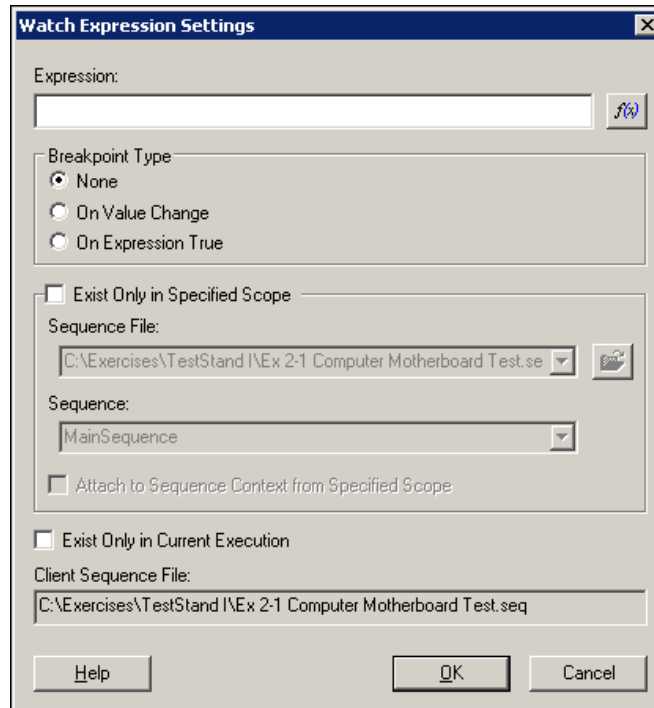 Watch Expression Settings
Expression:
f(x)
Breakpoint Type
None
On Value Change
On Expression True
Exist Only in Specified Scope
Sequence File:
C:\Exercises\TestStand I\Ex 2-1 Computer Motherboard Test.se
Sequence:
MainSequence
Attach to Sequence Context from Specified Scope
Exist Only in Current Execution
Client Sequence File:
C:\Exercises\TestStand I\Ex 2-1 Computer Motherboard Test.seq
Help OK Cancel